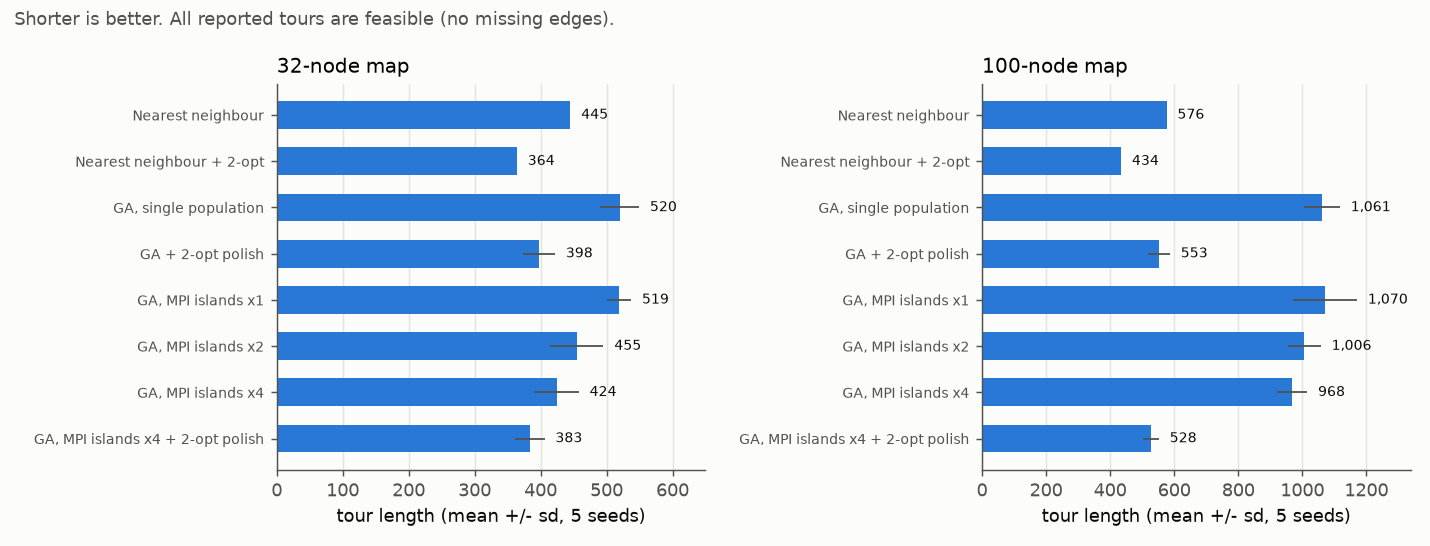 Shorter is better. All reported tours are feasible (no missing edges).
32-node map
Nearest neighbour 445
Nearest neighbour + 2-opt 364
GA, single population 520
GA + 2-opt polish 398
GA, MPI islands x1 519
GA, MPI islands x2 455
GA, MPI islands x4 424
GA, MPI islands x4 + 2-opt polish 383
0 100 200 300 400 500 600
tour length (mean +/- sd, 5 seeds)
100-node map
Nearest neighbour 576
Nearest neighbour + 2-opt 434
GA, single population 1,061
GA + 2-opt polish 553
GA, MPI islands x1 1,070
GA, MPI islands x2 1,006
GA, MPI islands x4 968
GA, MPI islands x4 + 2-opt polish 528
0 200 400 600 800 1000 1200
tour length (mean +/- sd, 5 seeds)